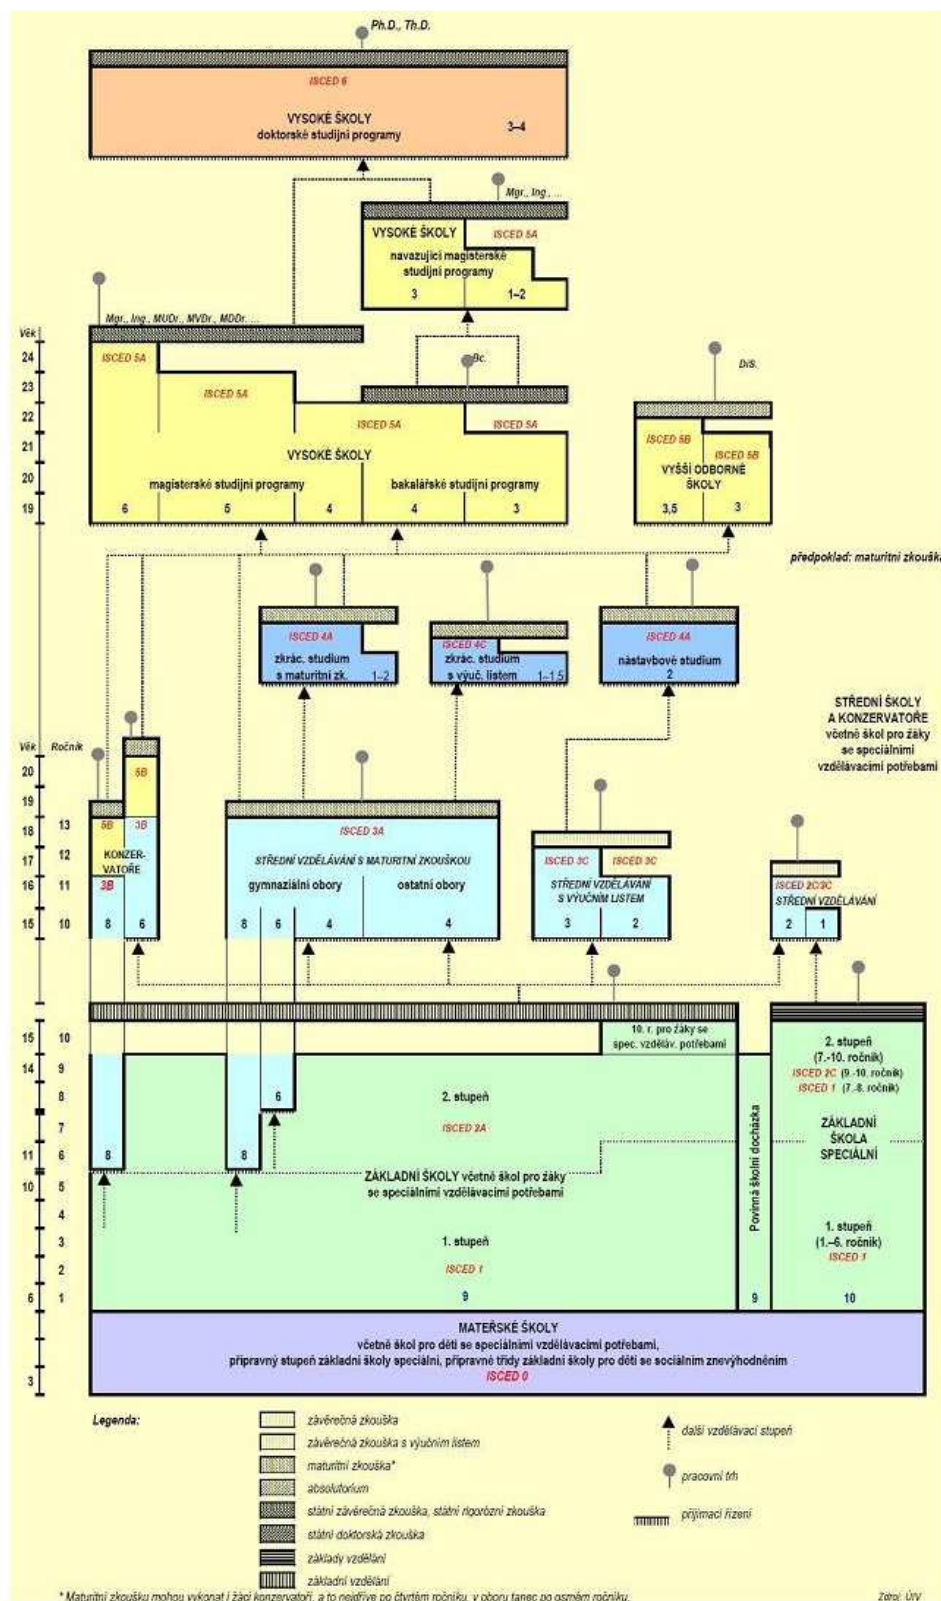 Ph.D., Th.D.
ISCED 6
VYSOKÉ ŠKOLY
doktorské studijní programy
3–4
Mgr., Ing., ...
VYSOKÉ ŠKOLY
ISCED 5A
navazující magisterské
studijní programy
3
1–2
Mgr., Ing., MUDr., MVDr., MDDr. ...
Věk
24
23
22
21
20
19
ISCED 5A
ISCED 5A
ISCED 5A
Bc.
ISCED 5A
VYSOKÉ ŠKOLY
magisterské studijní programy
bakalářské studijní programy
6
5
4
4
3
DiS.
ISCED 5B
ISCED 5B
VYŠŠÍ ODBORNÉ
ŠKOLY
3,5
3
předpoklad: maturitní zkouška
ISCED 4A
zkrác. studium
s maturitní zk.
1–2
ISCED 4C
zkrác. studium
s výuč. listem
1–1,5
ISCED 4A
nástavbové studium
2
STŘEDNÍ ŠKOLY
A KONZERVATOŘE
včetně škol pro žáky
se speciálními
vzdělávacími potřebami
Věk
Ročník
20
19
18
13
17
12
16
11
15
10
5B
5B
3B
KONZER-
VATOŘE
3B
8
6
ISCED 3A
STŘEDNÍ VZDĚLÁVÁNÍ S MATURITNÍ ZKOUŠKOU
gymnaziální obory
ostatní obory
8
6
4
4
ISCED 3C
ISCED 3C
STŘEDNÍ VZDĚLÁVÁNÍ
S VÝUČNÍM LISTEM
3
2
ISCED 2C/3C
STŘEDNÍ VZDĚLÁVÁNÍ
2
1
15
10
14
9
8
7
11
6
10
5
4
3
2
6
1
10. r. pro žáky se
spec. vzděláv. potřebami
8
8
6
2. stupeň
ISCED 2A
ZÁKLADNÍ ŠKOLY včetně škol pro žáky
se speciálními vzdělávacími potřebami
1. stupeň
ISCED 1
9
Povinná školní docházka
9
2. stupeň
(7.-10. ročník)
ISCED 2C (9.-10. ročník)
ISCED 1 (7.-8. ročník)
ZÁKLADNÍ
ŠKOLA
SPECIÁLNÍ
1. stupeň
(1.–6. ročník)
ISCED 1
10
3
MATEŘSKÉ ŠKOLY
včetně škol pro děti se speciálními vzdělávacími potřebami,
přípravný stupeň základní školy speciální, přípravné třídy základní školy pro děti se sociálním znevýhodněním
ISCED 0
Legenda:
závěrečná zkouška
závěrečná zkouška s výučním listem
maturitní zkouška*
absolutorium
státní závěrečná zkouška, státní rigorózní zkouška
státní doktorská zkouška
základy vzdělání
základní vzdělání
další vzdělávací stupeň
pracovní trh
přijímací řízení
* Maturitní zkoušku mohou vykonat i žáci konzervatoří, a to nejdříve po čtvrtém ročníku, v oboru tanec po osmém ročníku.
Zdroj: ÚIV